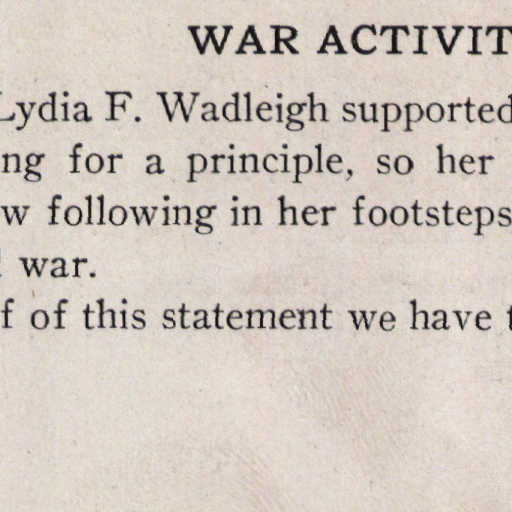 WAR ACTIVIT
Lydia F. Wadleigh supported
ng for a principle, so her
w following in her footsteps
war.
f of this statement we have t